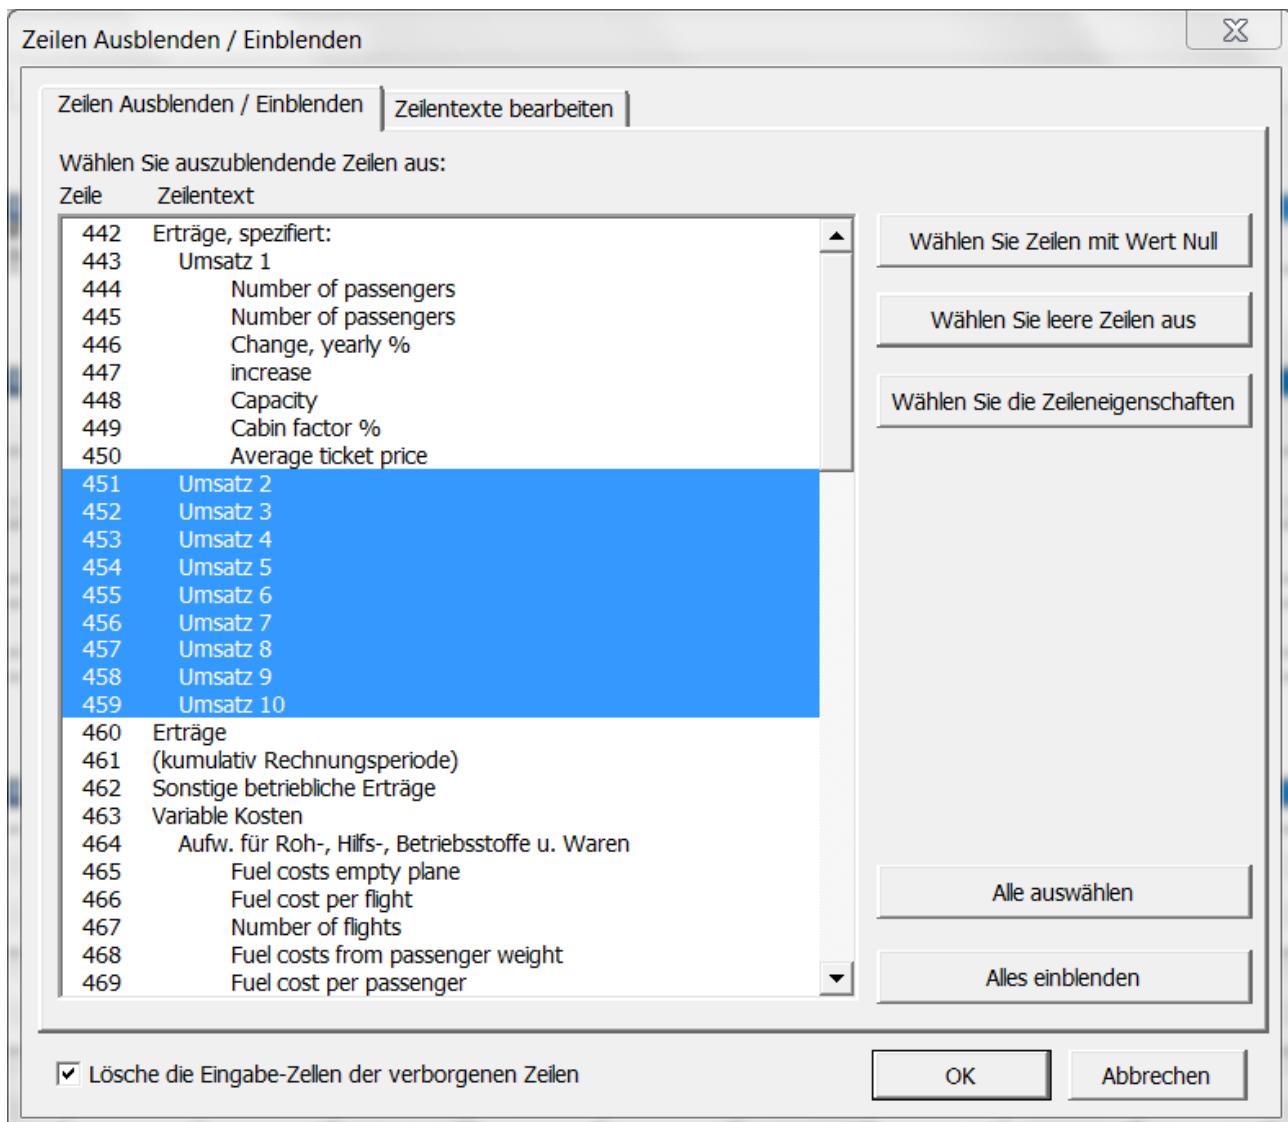 Zeilen Ausblenden / Einblenden
Zeilen Ausblenden / Einblenden Zeilentexte bearbeiten
Wählen Sie auszublendende Zeilen aus:
Zeile Zeilentext
442 Erträge, spezifiert:
443 Umsatz 1
444 Number of passengers
445 Number of passengers
446 Change, yearly %
447 increase
448 Capacity
449 Cabin factor %
450 Average ticket price
451 Umsatz 2
452 Umsatz 3
453 Umsatz 4
454 Umsatz 5
455 Umsatz 6
456 Umsatz 7
457 Umsatz 8
458 Umsatz 9
459 Umsatz 10
460 Erträge
461 (kumulativ Rechnungsperiode)
462 Sonstige betriebliche Erträge
463 Variable Kosten
464 Aufw. für Roh-, Hilfs-, Betriebsstoffe u. Waren
465 Fuel costs empty plane
466 Fuel cost per flight
467 Number of flights
468 Fuel costs from passenger weight
469 Fuel cost per passenger
Wählen Sie Zeilen mit Wert Null
Wählen Sie leere Zeilen aus
Wählen Sie die Zeileneigenschaften
Alle auswählen
Alles einblenden
Lösche die Eingabe-Zellen der verborgenen Zeilen
OK Abbrechen